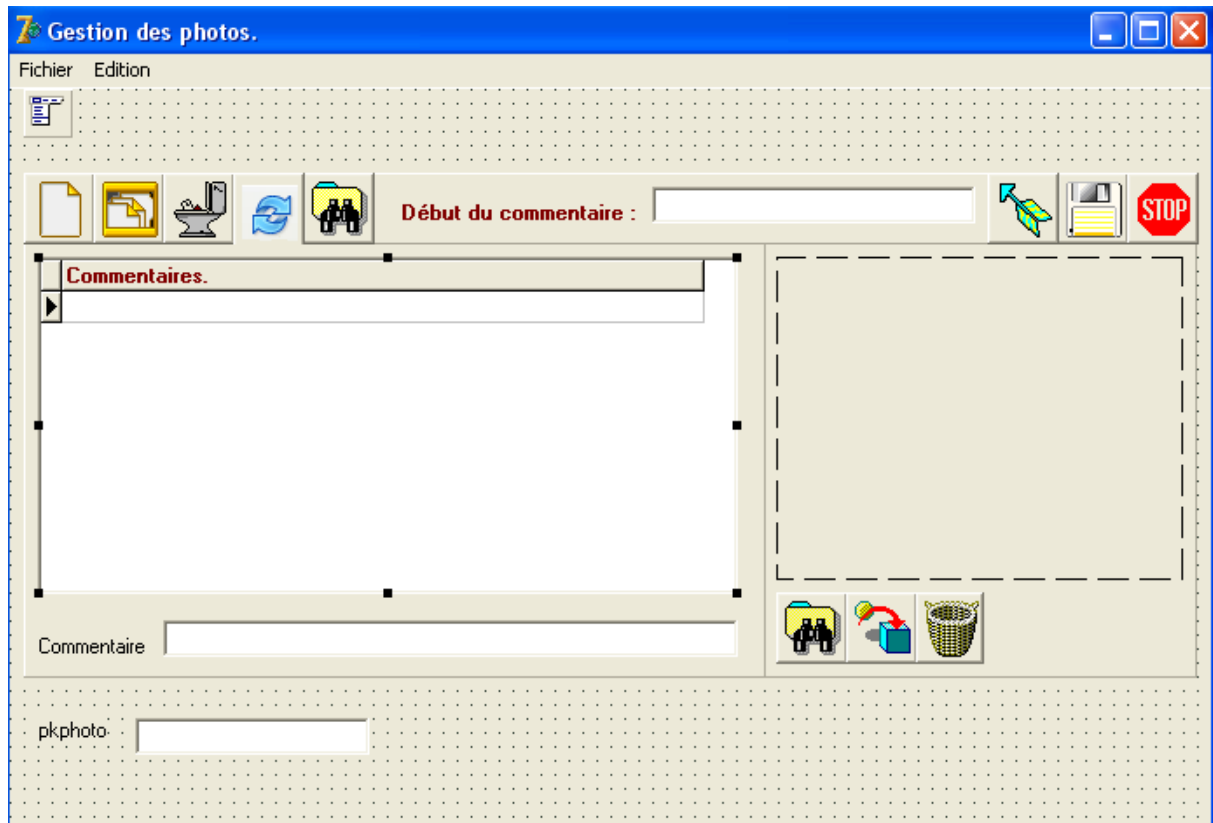 Gestion des photos.
Fichier Edition
Début du commentaire :
STOP
Commentaires.
Commentaire
pkphoto